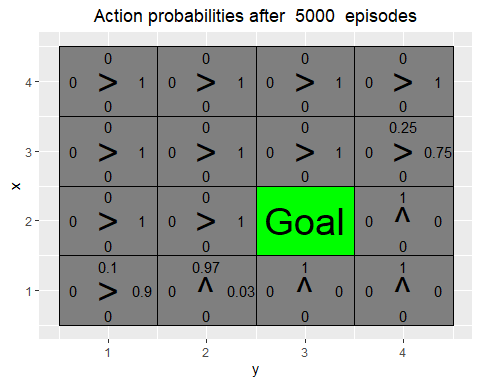 Action probabilities after 5000 episodes
x
4
0 0 0 0
0 > 1 0 > 1 0 > 1 0 > 1
0 0 0 0
3
0 0 0 0.25
0 > 1 0 > 1 0 > 1 0 > 0.75
0 0 0 0
2
0 0 1
0 > 1 0 > 1 Goal 0 ^ 0
0 0 0
1
0.1 0.97 1 1
0 > 0.9 0 ^ 0.03 0 ^ 0 0 ^ 0
0 0 0 0
1 2 3 4
y